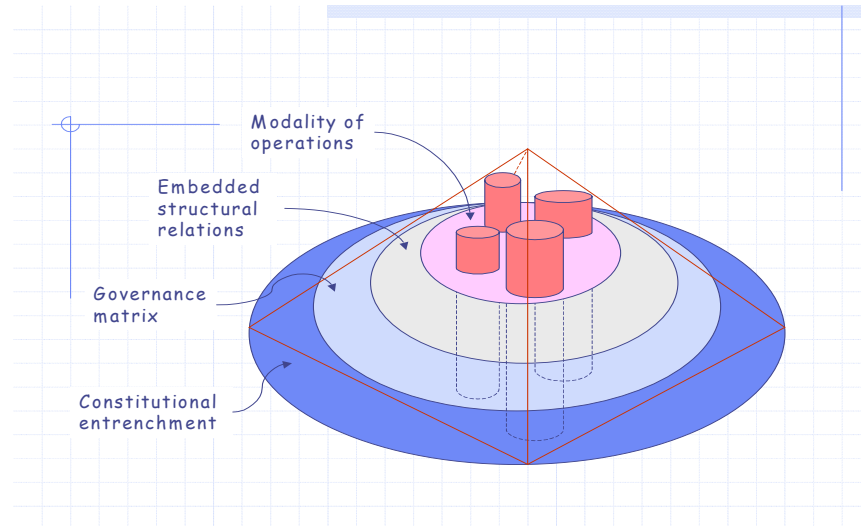 Modality of
operations
Embedded
structural
relations
Governance
matrix
Constitutional
entrenchment